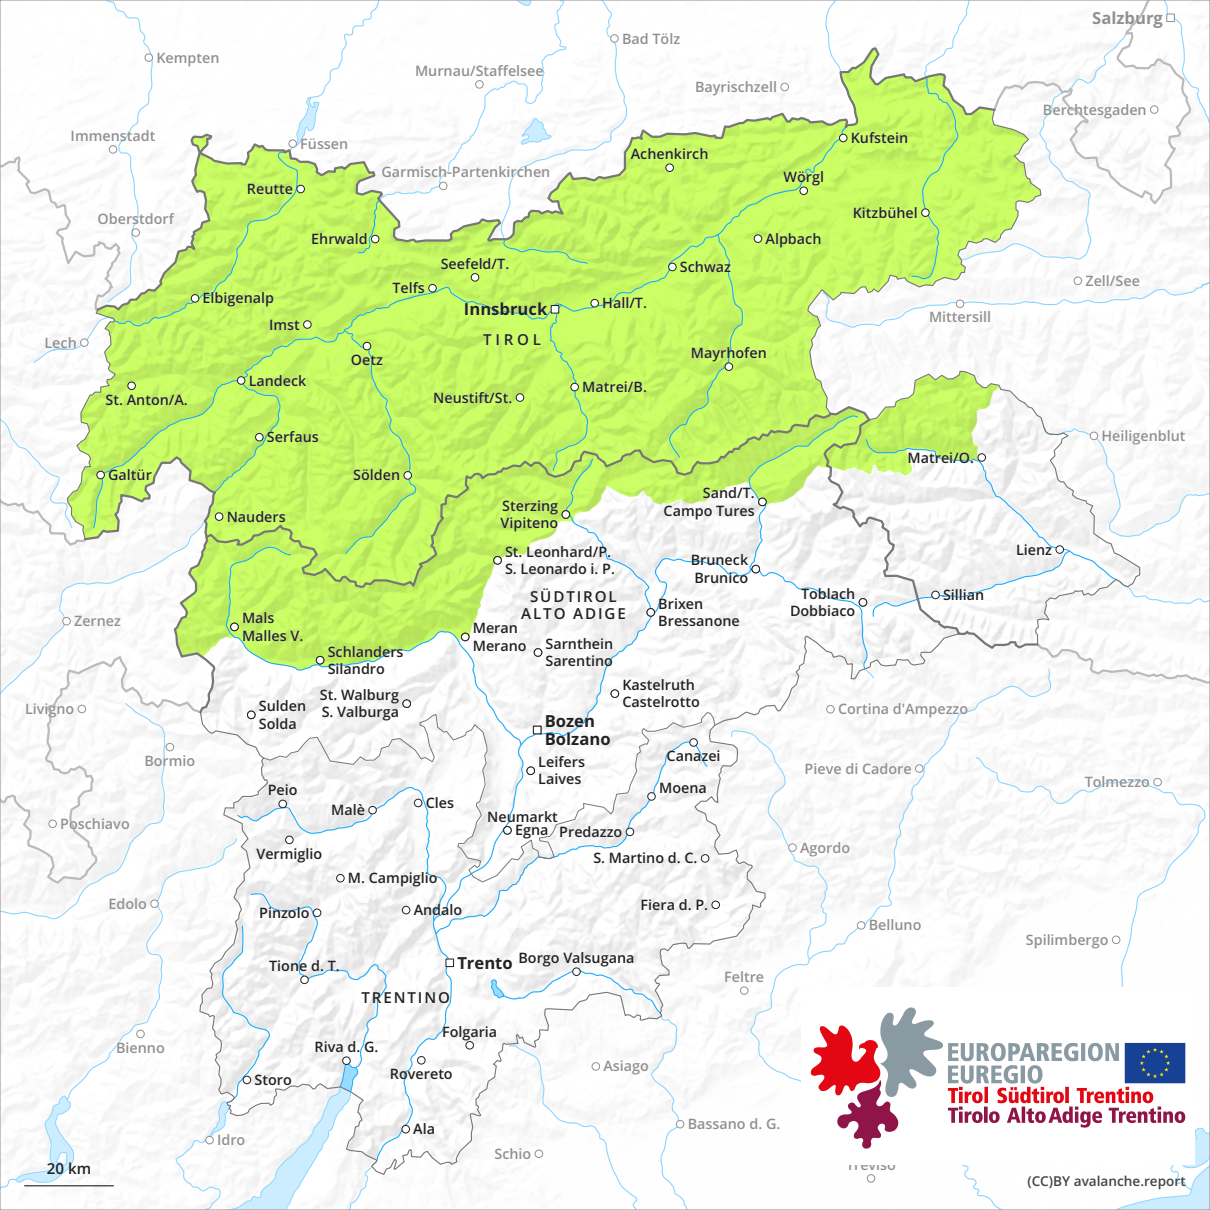 Salzburg
Bad Tölz
Kempten
Murnau/Staffelsee
Bayrischzell
Berchtesgaden
Immenstadt
Füssen
Kufstein
Achenkirch
Garmisch-Partenkirchen
Wörgl
Reutte
Oberstdorf
Kitzbühel
Ehrwald
Alpbach
Seefeld/T.
Schwaz
Zell/See
Telfs
Elbigenalp
Hall/T.
Innsbruck
Mittersill
Imst
TIROL
Lech
Oetz
Mayrhofen
Landeck
Matrei/B.
St. Anton/A.
Neustift/St.
Serfaus
Heiligenblut
Matrei/O.
Galtür
Sölden
Sand/T.
Campo Tures
Sterzing
Vipiteno
Nauders
St. Leonhard/P.
S. Leonardo i. P.
Lienz
Bruneck
Brunico
SÜDTIROL
ALTO ADIGE
Toblach
Dobbiaco
Sillian
Brixen
Bressanone
Zernez
Mals
Malles V.
Meran
Merano
Sarnthein
Sarentino
Schlanders
Silandro
Kastelruth
Castelrotto
St. Walburg
S. Valburga
Livigno
Sulden
Solda
Cortina d'Ampezzo
Bozen
Bolzano
Canazei
Bormio
Leifers
Laives
Pieve di Cadore
Tolmezzo
Peio
Moena
Malè
Cles
Neumarkt
Egna
Predazzo
Poschiavo
Vermiglio
Agordo
S. Martino d. C.
M. Campiglio
Edolo
Pinzolo
Andalo
Fiera d. P.
Belluno
Spilimbergo
Trento
Borgo Valsugana
Tione d. T.
Feltre
TRENTINO
Folgaria
Bienno
Riva d. G.
EUROPAREGION
EUREGIO
Tirol Südtirol Trentino
Tirolo Alto Adige Trentino
Asiago
Rovereto
Storo
Bassano d. G.
Ala
Idro
Schio
Treviso
20 km
(CC)BY avalanche.report